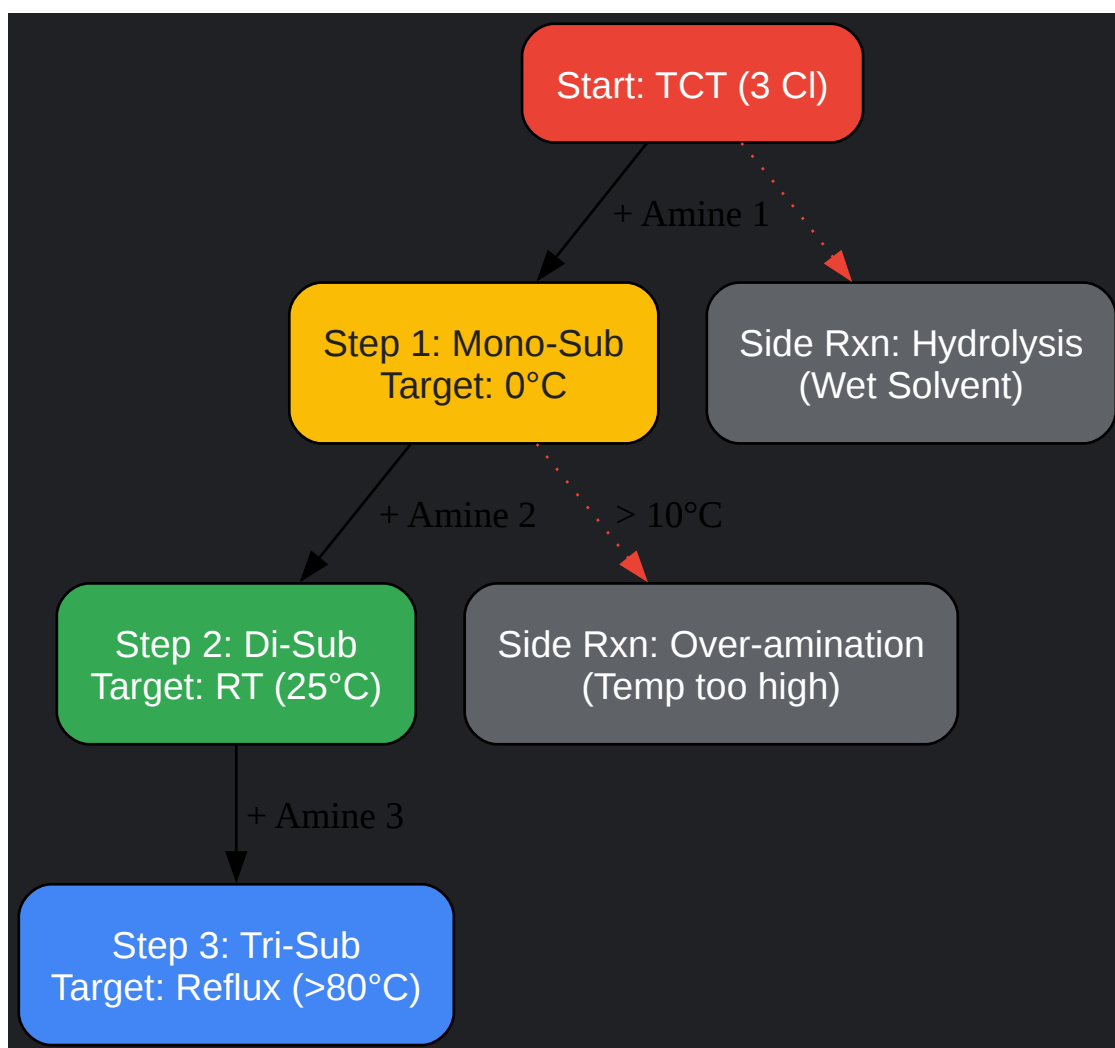 Start: TCT (3 Cl)
+ Amine 1
Step 1: Mono-Sub
Target: 0°C
Side Rxn: Hydrolysis
(Wet Solvent)
+ Amine 2
> 10°C
Step 2: Di-Sub
Target: RT (25°C)
Side Rxn: Over-amination
(Temp too high)
+ Amine 3
Step 3: Tri-Sub
Target: Reflux (>80°C)